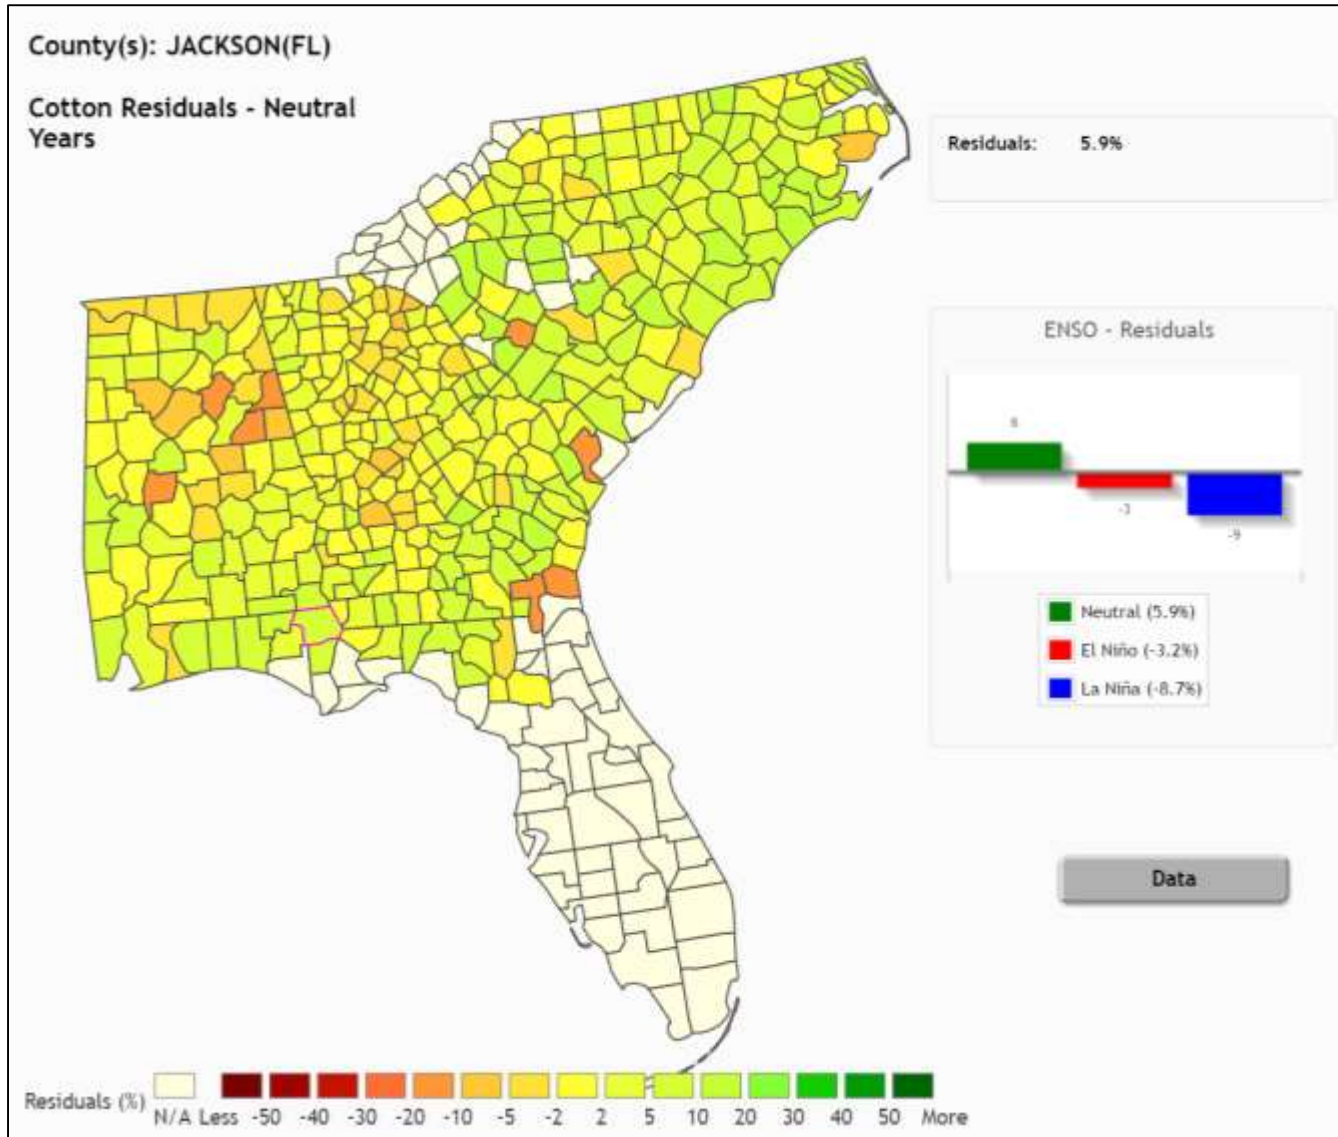 County(s): JACKSON(FL)
Cotton Residuals - Neutral
Years
Residuals: 5.9%
ENSO - Residuals
6
-3
-9
Neutral (5.9%)
El Niño (-3.2%)
La Niña (-8.7%)
Data
Residuals (%)
N/A Less -50 -40 -30 -20 -10 -5 -2 2 5 10 20 30 40 50 More